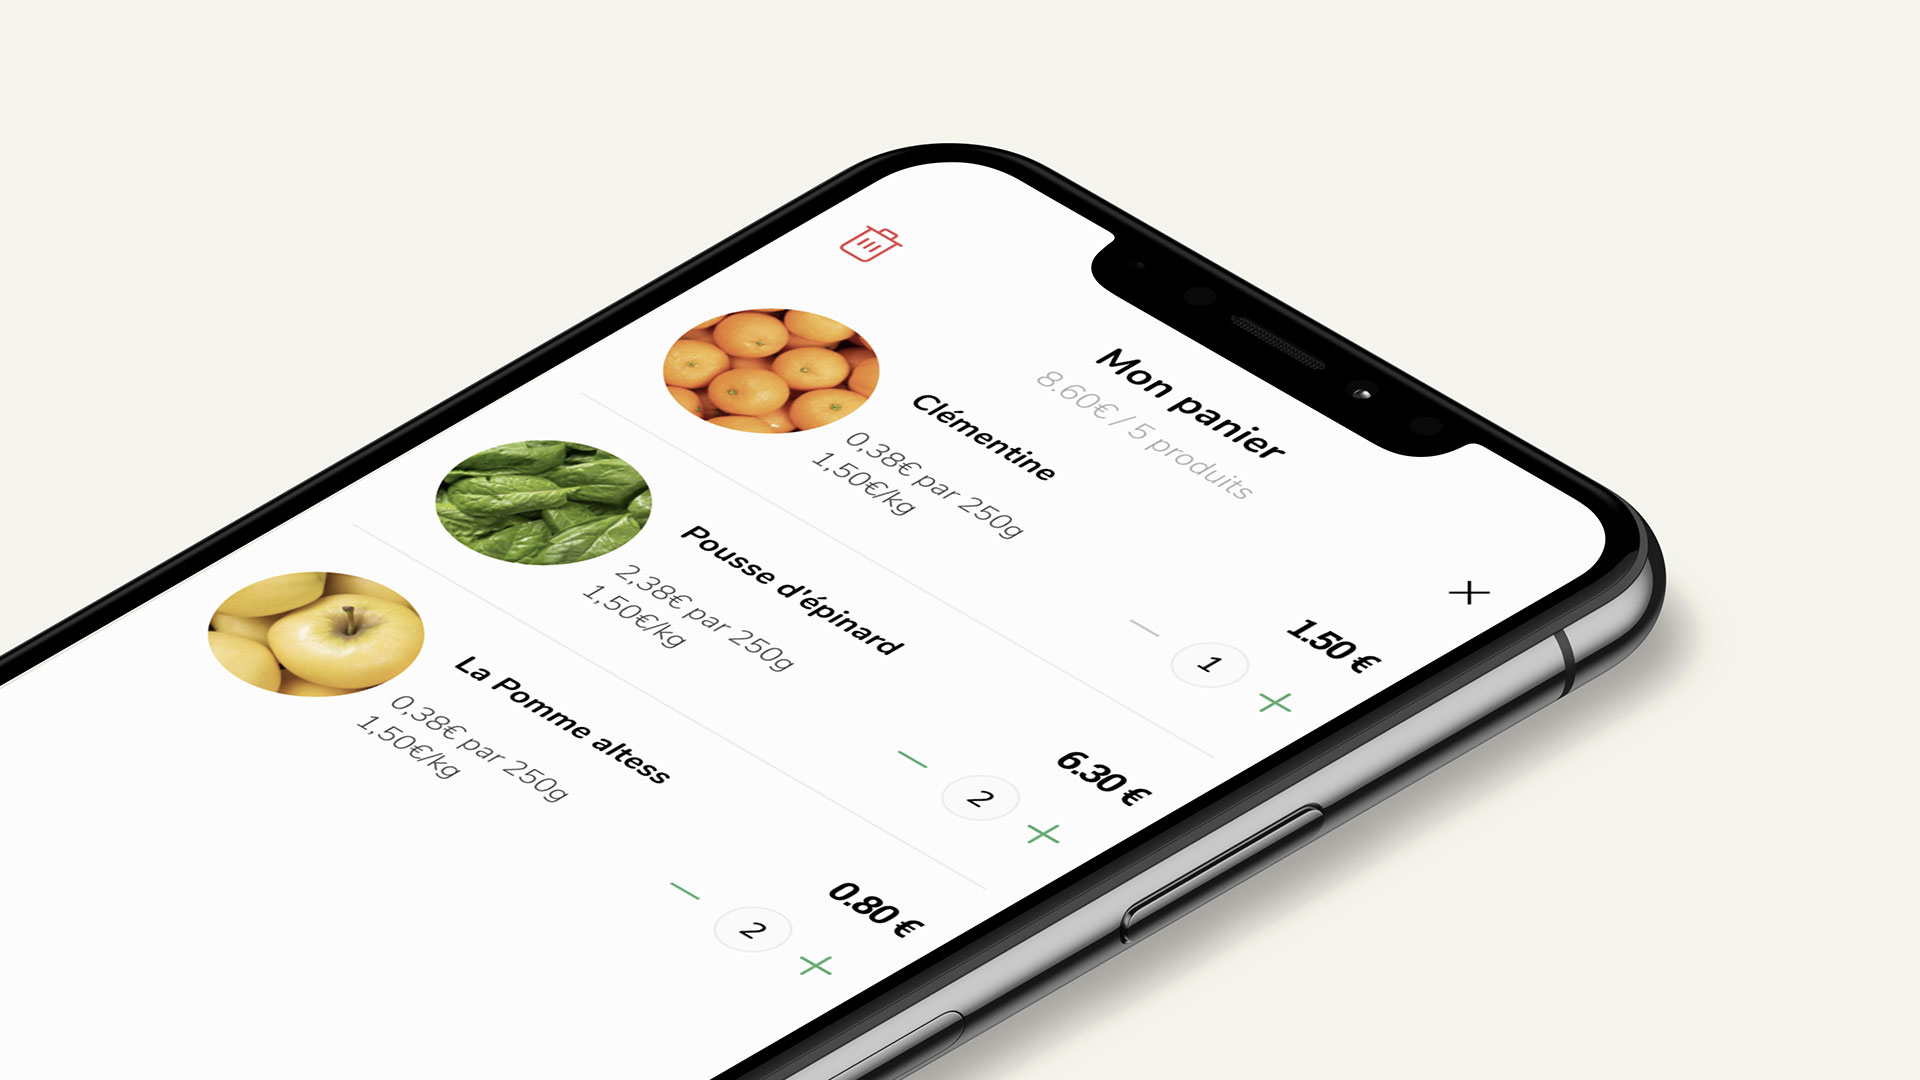 Mon panier
8.60€ / 5 produits
Clémentine
0,38€ par 250g
1,50€/kg
1
1.50 €
Pousse d'épinard
2,38€ par 250g
1,50€/kg
2
6.30 €
La Pomme altess
0,38€ par 250g
1,50€/kg
2
0.80 €